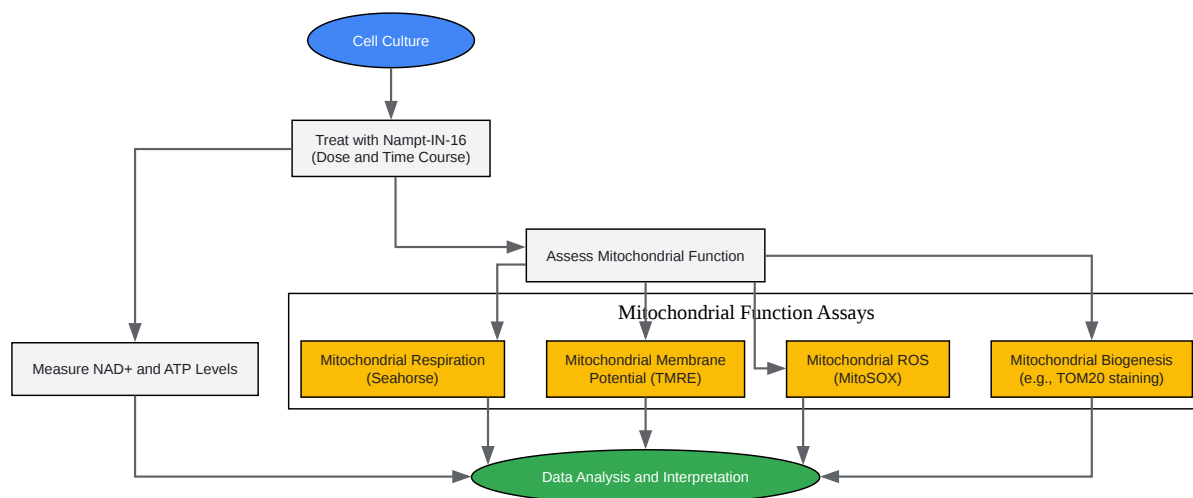 Cell Culture
Treat with Nampt-IN-16
(Dose and Time Course)
Assess Mitochondrial Function
Mitochondrial Function Assays
Measure NAD+ and ATP Levels
Mitochondrial Respiration
(Seahorse)
Mitochondrial Membrane
Potential (TMRE)
Mitochondrial ROS
(MitoSOX)
Mitochondrial Biogenesis
(e.g., TOM20 staining)
Data Analysis and Interpretation